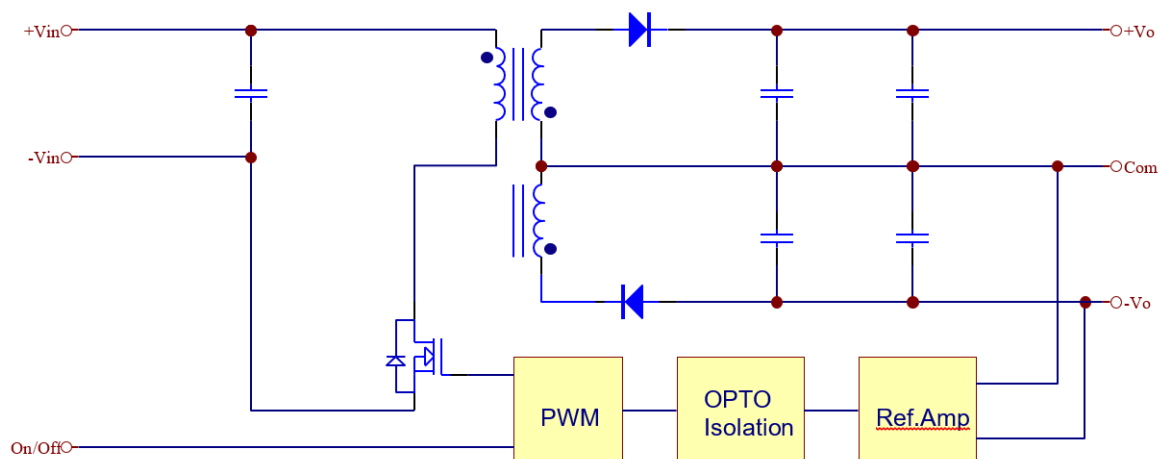 +Vin
+Vo
-Vin
Com
-Vo
PWM
OPTO
Isolation
Ref.Amp
On/Off